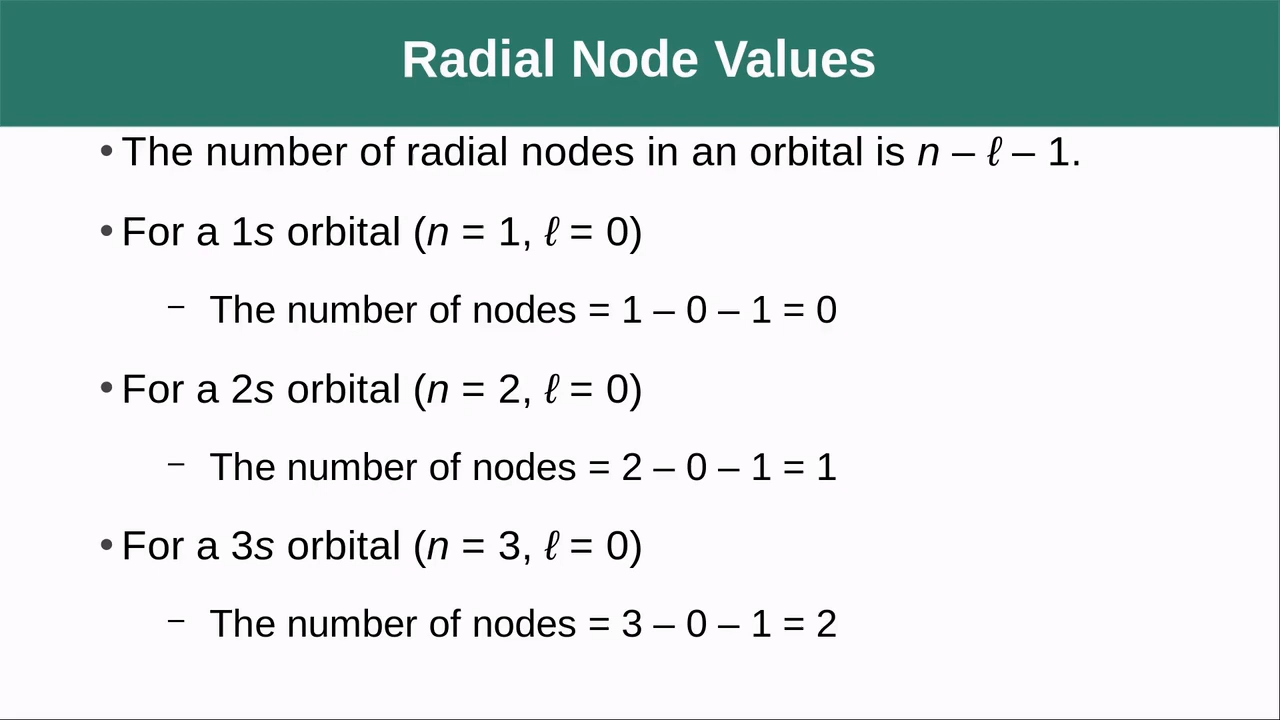 Radial Node Values
• The number of radial nodes in an orbital is n – ℓ – 1.
• For a 1s orbital (n = 1, ℓ = 0)
– The number of nodes = 1 – 0 – 1 = 0
• For a 2s orbital (n = 2, ℓ = 0)
– The number of nodes = 2 – 0 – 1 = 1
• For a 3s orbital (n = 3, ℓ = 0)
– The number of nodes = 3 – 0 – 1 = 2